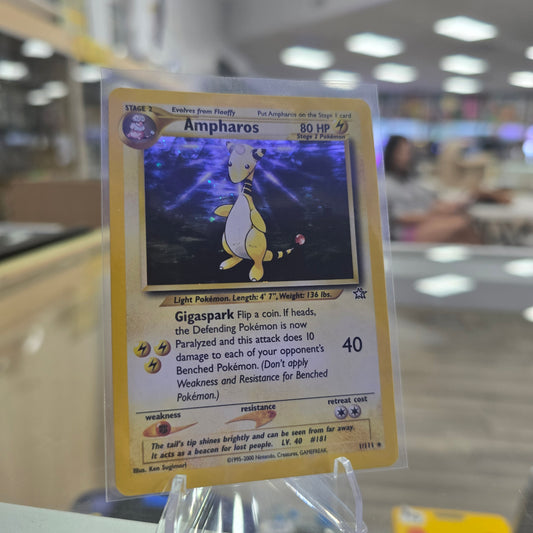 STAGE 2 Evolves from Flaaffy Put Ampharos on the Stage 1 card
Ampharos 80 HP
Stage 2 Pokémon
Light Pokémon. Length: 4' 7", Weight: 136 lbs.
Gigaspark Flip a coin. If heads,
the Defending Pokémon is now
Paralyzed and this attack does 10
damage to each of your opponent's
Benched Pokémon. (Don't apply
Weakness and Resistance for Benched
Pokémon.)
40
weakness resistance retreat cost
The tail's tip shines brightly and can be seen from far away.
It acts as a beacon for lost people. LV. 40 #181
Illus. Ken Sugimori ©1995-2000 Nintendo, Creatures, GAMEFREAK. 1/111